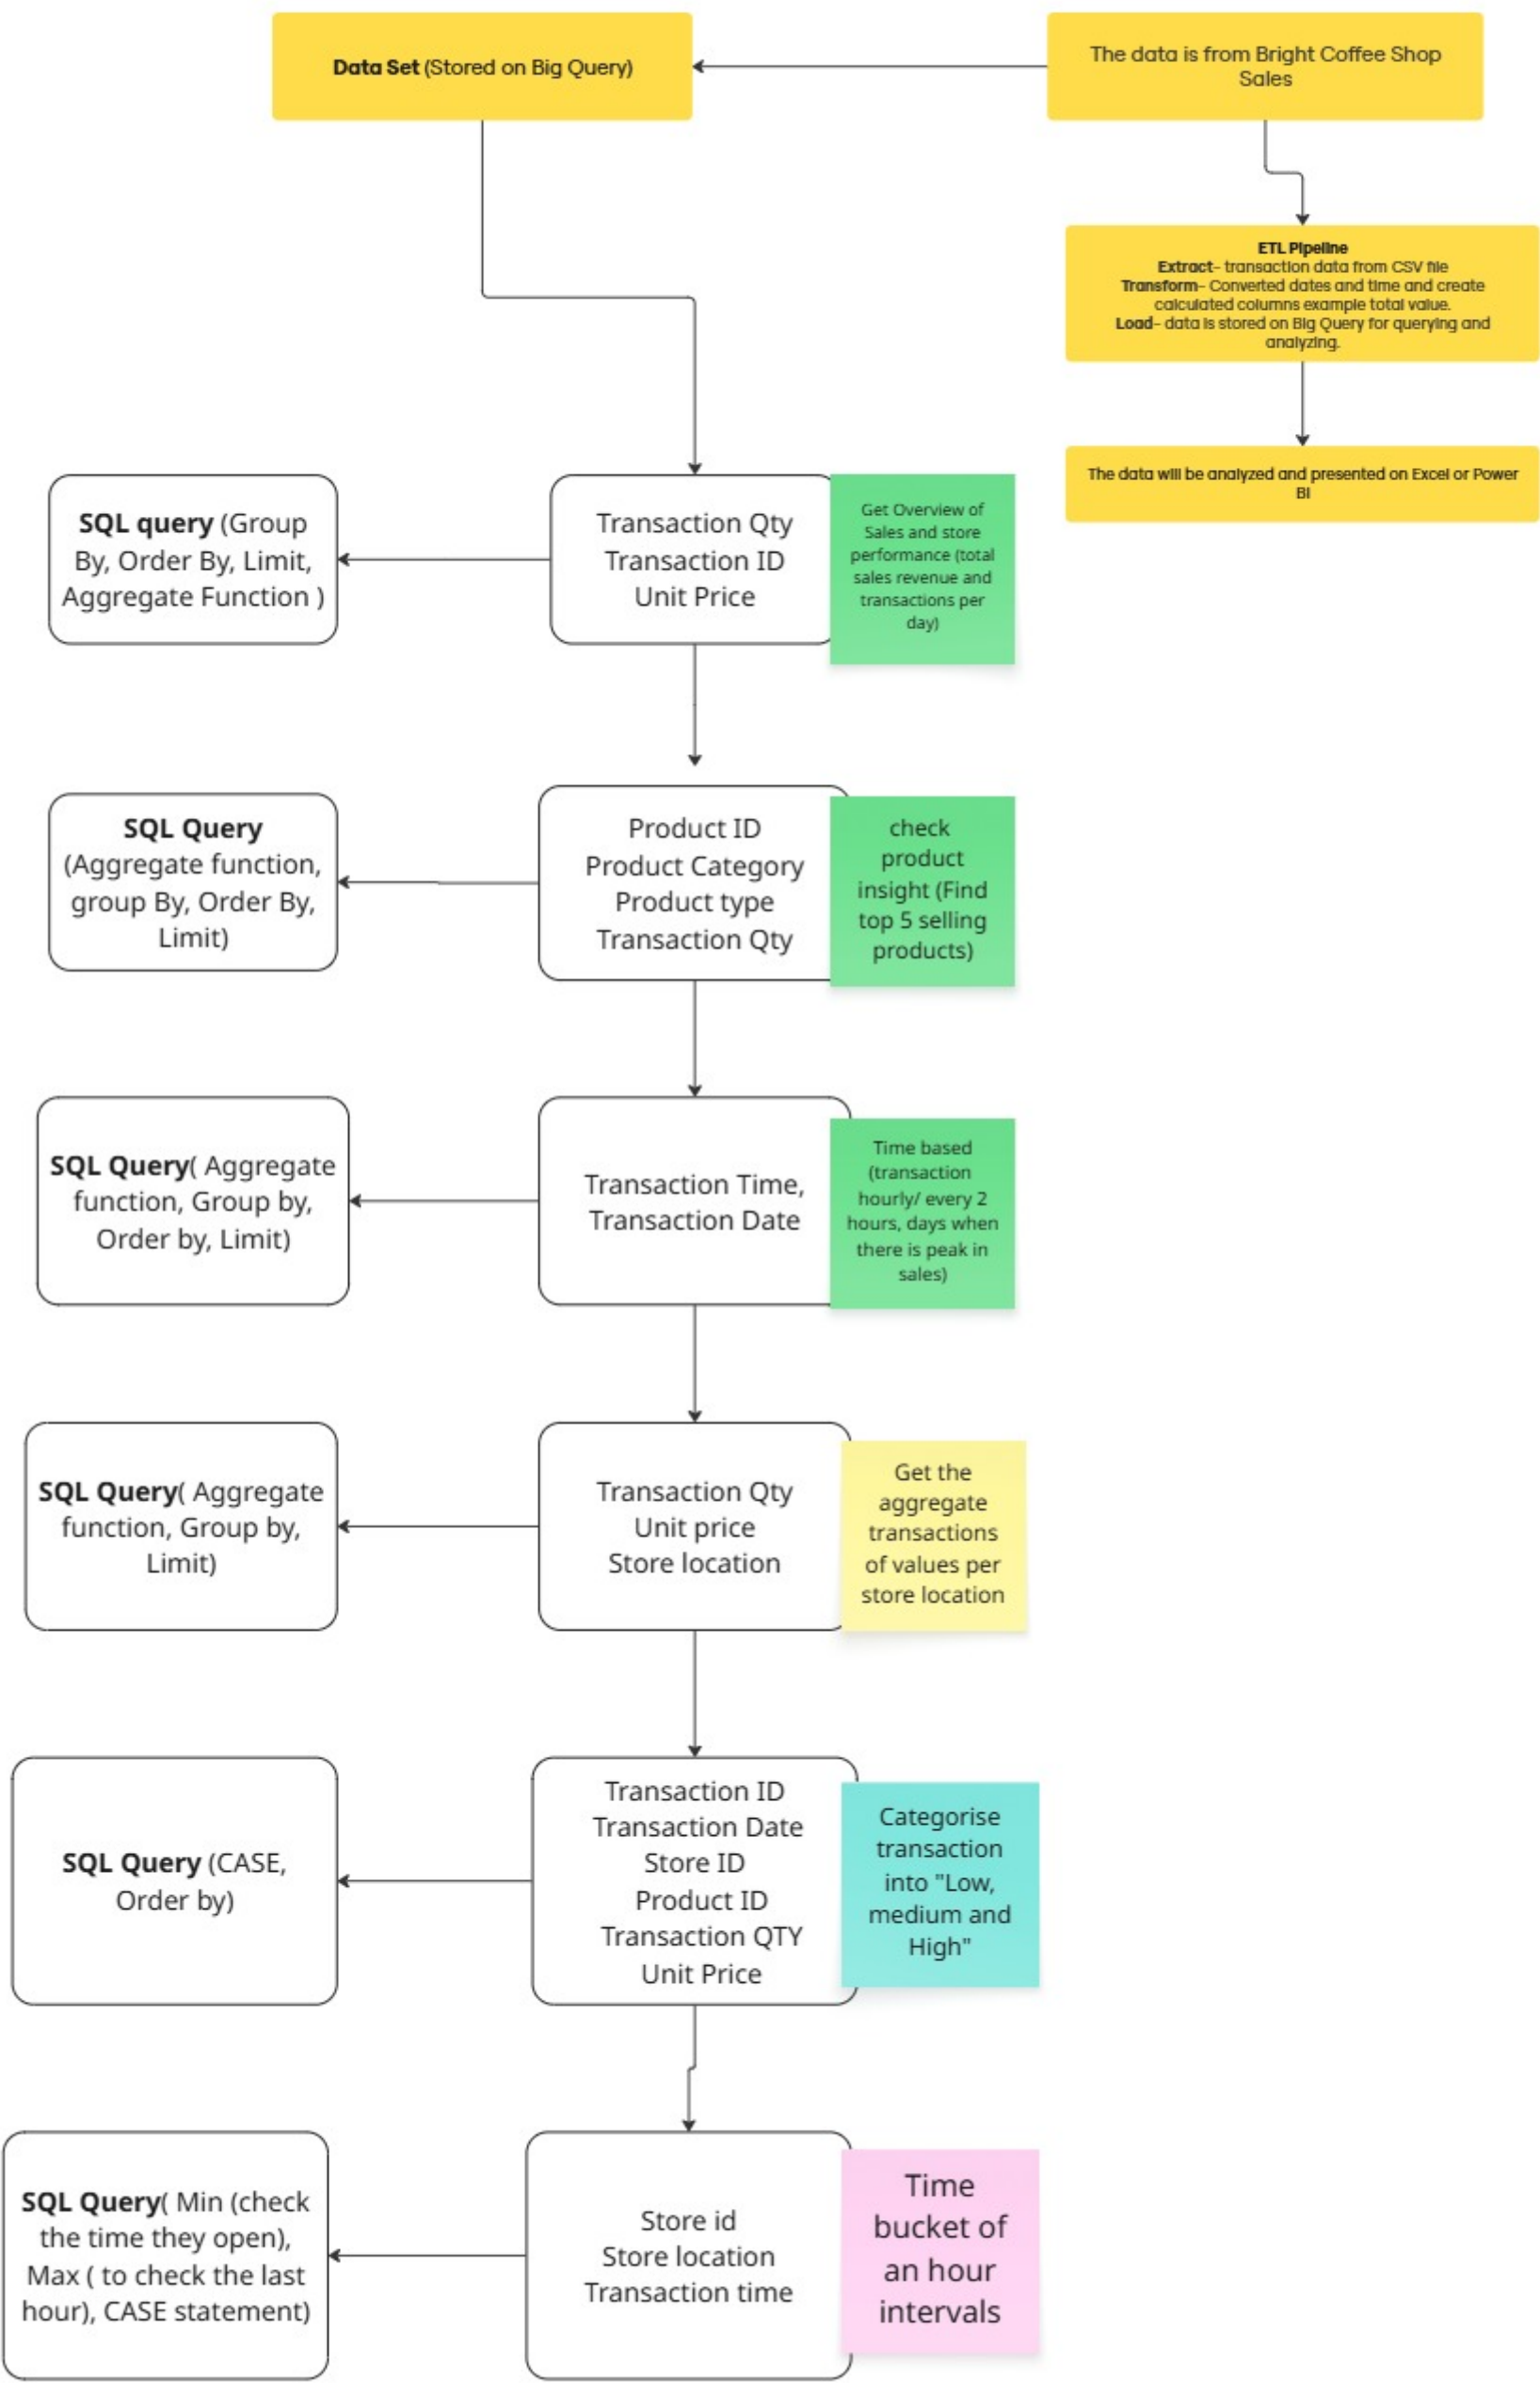 Data Set (Stored on Big Query)
The data is from Bright Coffee Shop
Sales
ETL Pipeline
Extract- transaction data from CSV file
Transform- Converted dates and time and create
calculated columns example total value.
Load- data is stored on Big Query for querying and
analyzing.
The data will be analyzed and presented on Excel or Power
BI
SQL query (Group
By, Order By, Limit,
Aggregate Function )
Transaction Qty
Transaction ID
Unit Price
Get Overview of
Sales and store
performance (total
sales revenue and
transactions per
day)
SQL Query
(Aggregate function,
group By, Order By,
Limit)
Product ID
Product Category
Product type
Transaction Qty
check
product
insight (Find
top 5 selling
products)
SQL Query( Aggregate
function, Group by,
Order by, Limit)
Transaction Time,
Transaction Date
Time based
(transaction
hourly/ every 2
hours, days when
there is peak in
sales)
SQL Query( Aggregate
function, Group by,
Limit)
Transaction Qty
Unit price
Store location
Get the
aggregate
transactions
of values per
store location
SQL Query (CASE,
Order by)
Transaction ID
Transaction Date
Store ID
Product ID
Transaction QTY
Unit Price
Categorise
transaction
into "Low,
medium and
High"
SQL Query( Min (check
the time they open),
Max ( to check the last
hour), CASE statement)
Store id
Store location
Transaction time
Time
bucket of
an hour
intervals